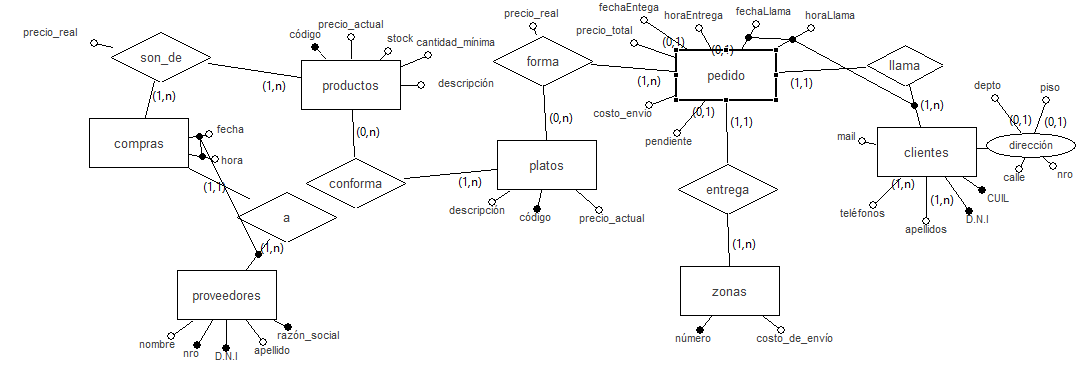 precio_real
son_de
(1,n)
código
precio_actual
stock
cantidad_mínima
productos
descripción
(1,n)
(0,n)
compras
fecha
hora
(1,1)
a
(1,n)
proveedores
nombre
nro
D.N.I
apellido
razón_social
conforma
(1,n)
precio_real
forma
(1,n)
(0,n)
platos
descripción
código
precio_actual
fechaEntega
(0,1)
horaEntrega
(0,1)
fechaLlama
horaLlama
precio_total
pedido
costo_envío
pendiente
(0,1)
(1,1)
(1,1)
llama
(1,n)
entrega
(1,n)
zonas
número
costo_de_envío
mail
clientes
teléfonos
(1,n)
apellidos
(1,n)
D.N.I
CUIL
dirección
depto
(0,1)
piso
(0,1)
calle
nro